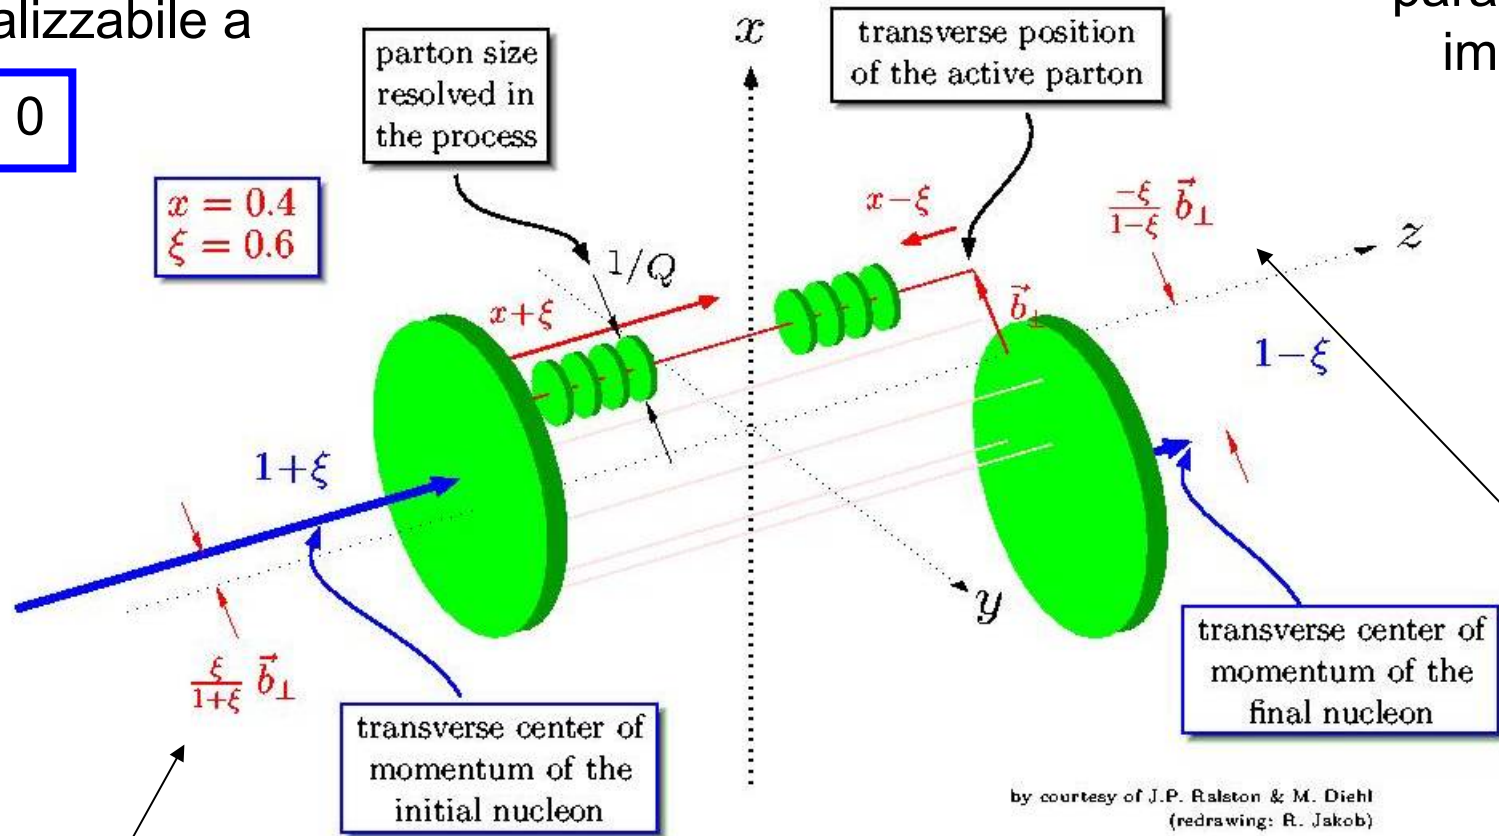 alizzabile a
0
parton size
resolved in
the process
x
transverse position
of the active parton
im
x = 0.4
ξ = 0.6
1/Q
x+ξ
x−ξ
−ξ/1−ξ b⃗⊥
z
b⃗⊥
1−ξ
1+ξ
y
ξ/1+ξ b⃗⊥
transverse center of
momentum of the
initial nucleon
transverse center of
momentum of the
final nucleon
by courtesy of J.P. Ralston & M. Diehl
(redrawing: R. Jakob)